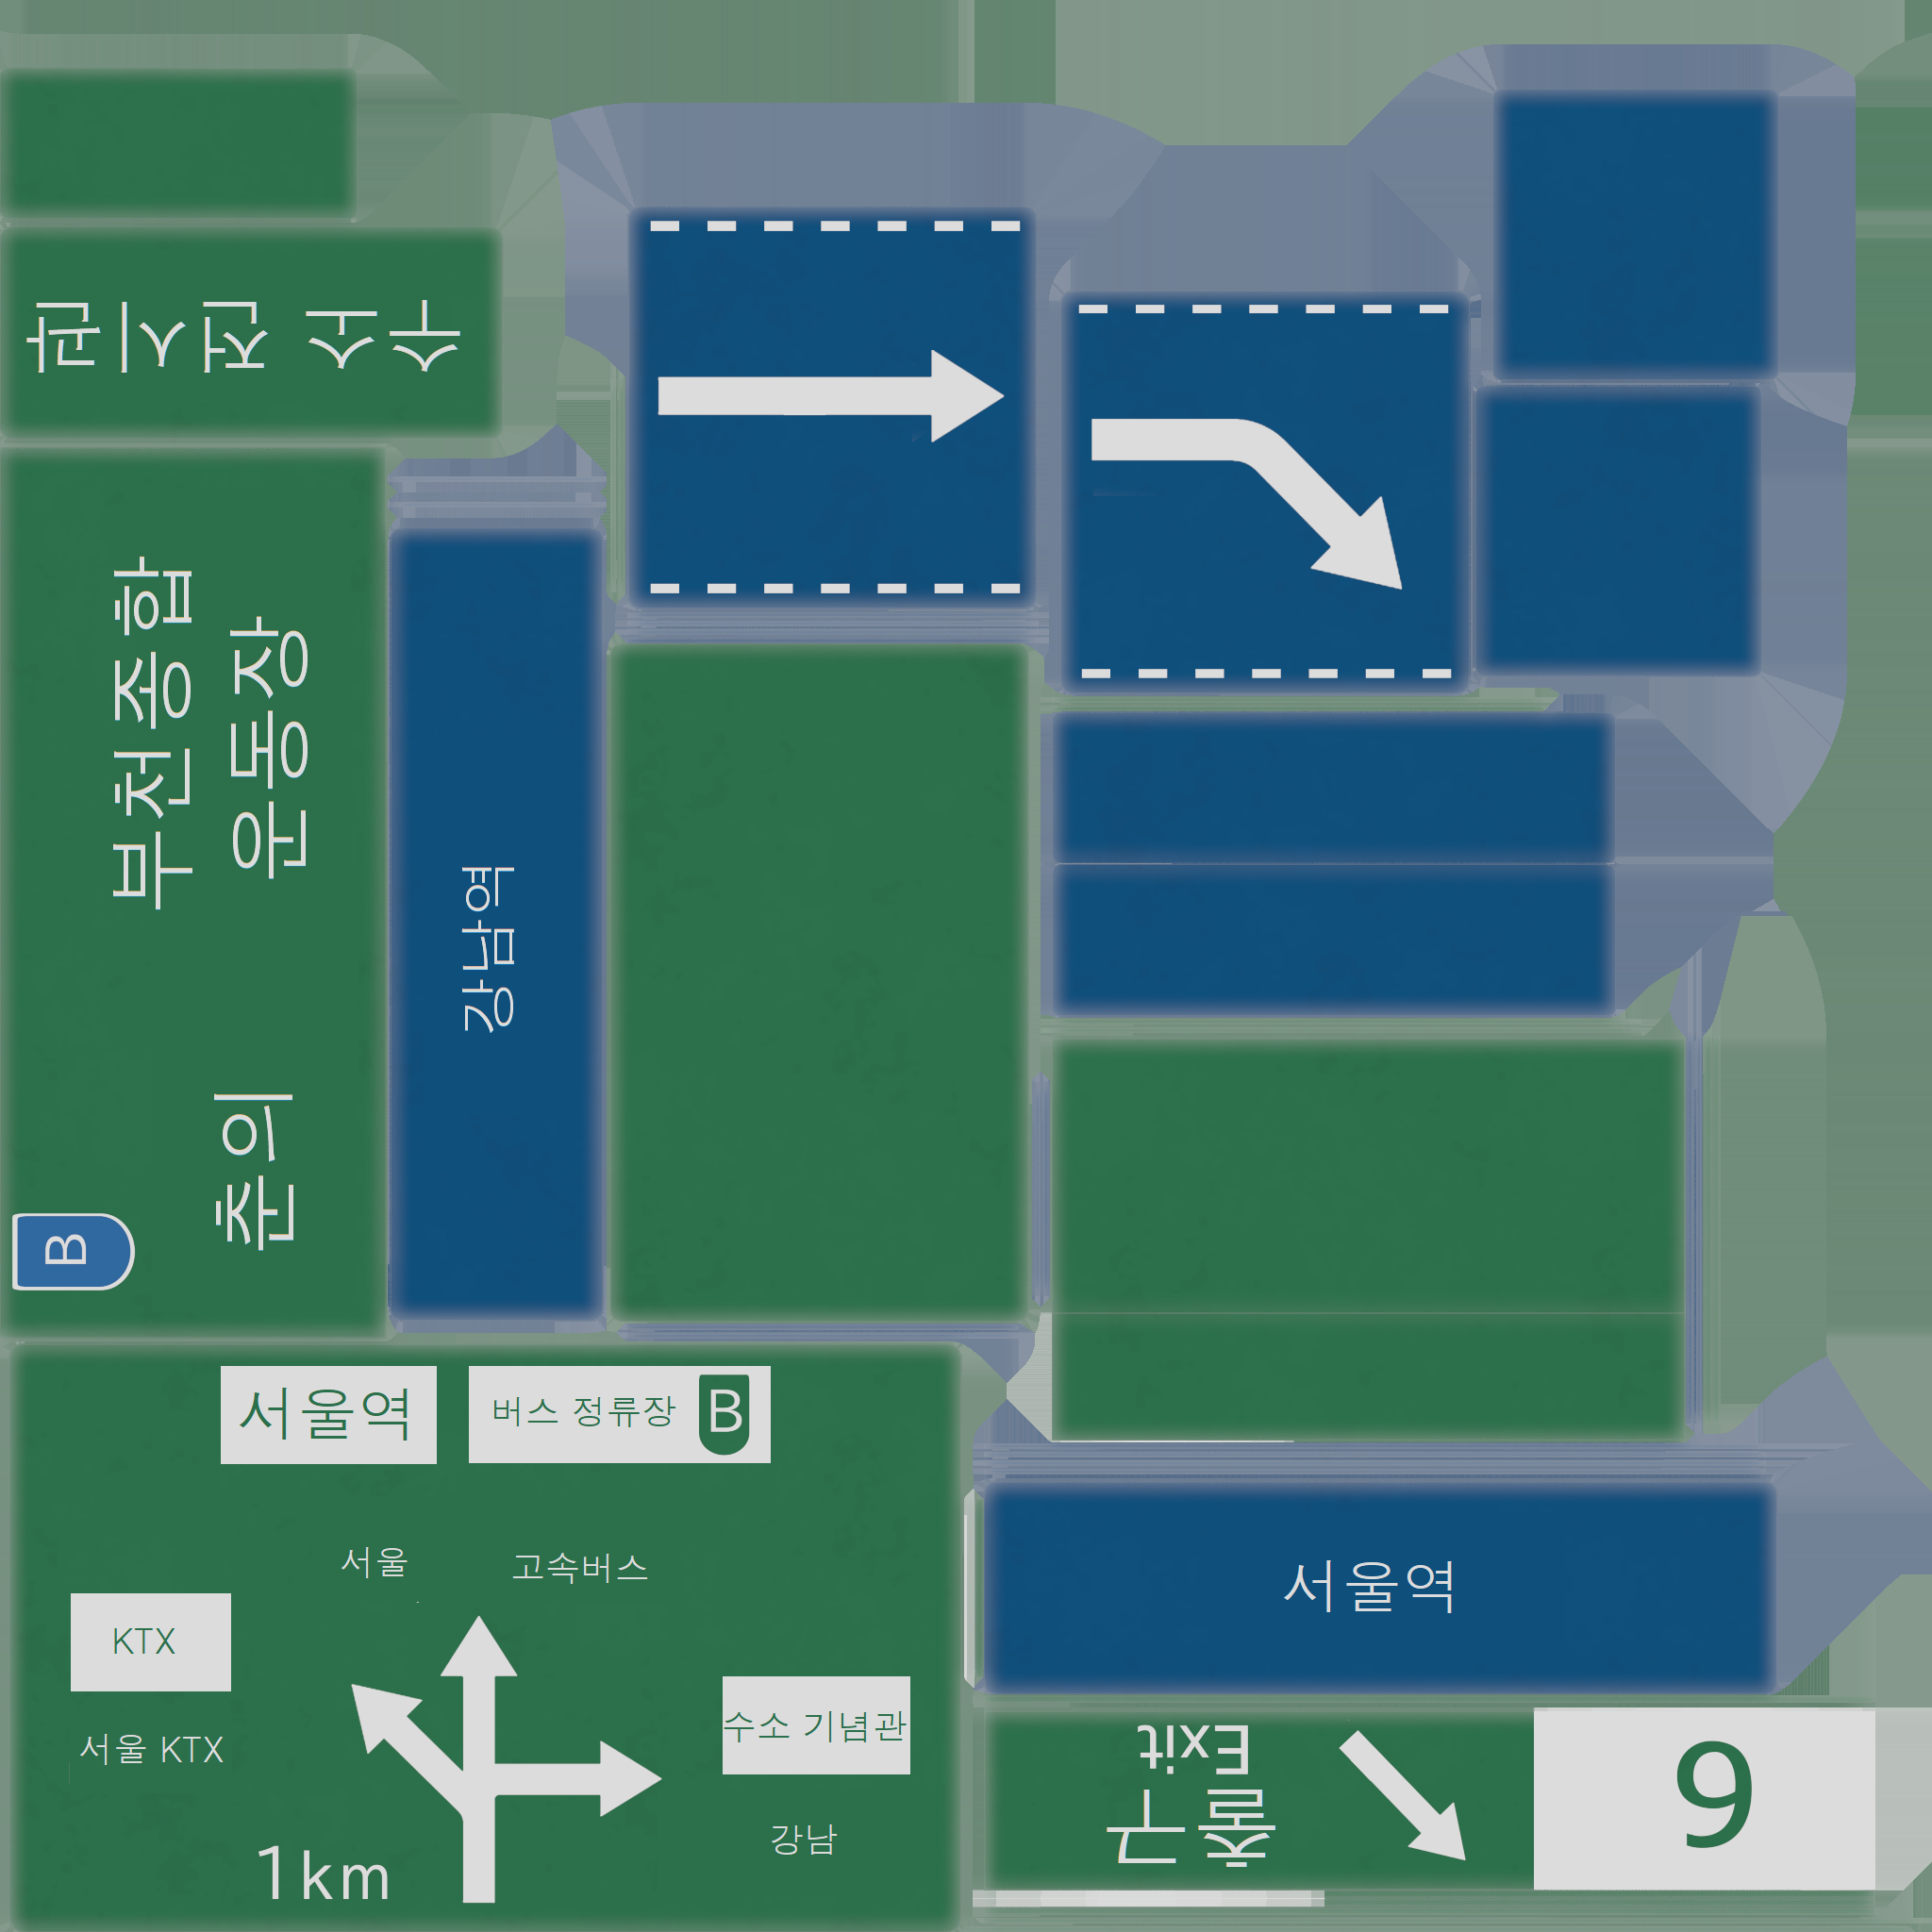 수소 전시관
부천종합
운동장
춘의
B
강남역
서울역
버스 정류장 B
서울
고속버스
KTX
서울 KTX
수소 기념관
강남
1km
서울역
6
출구
Exit